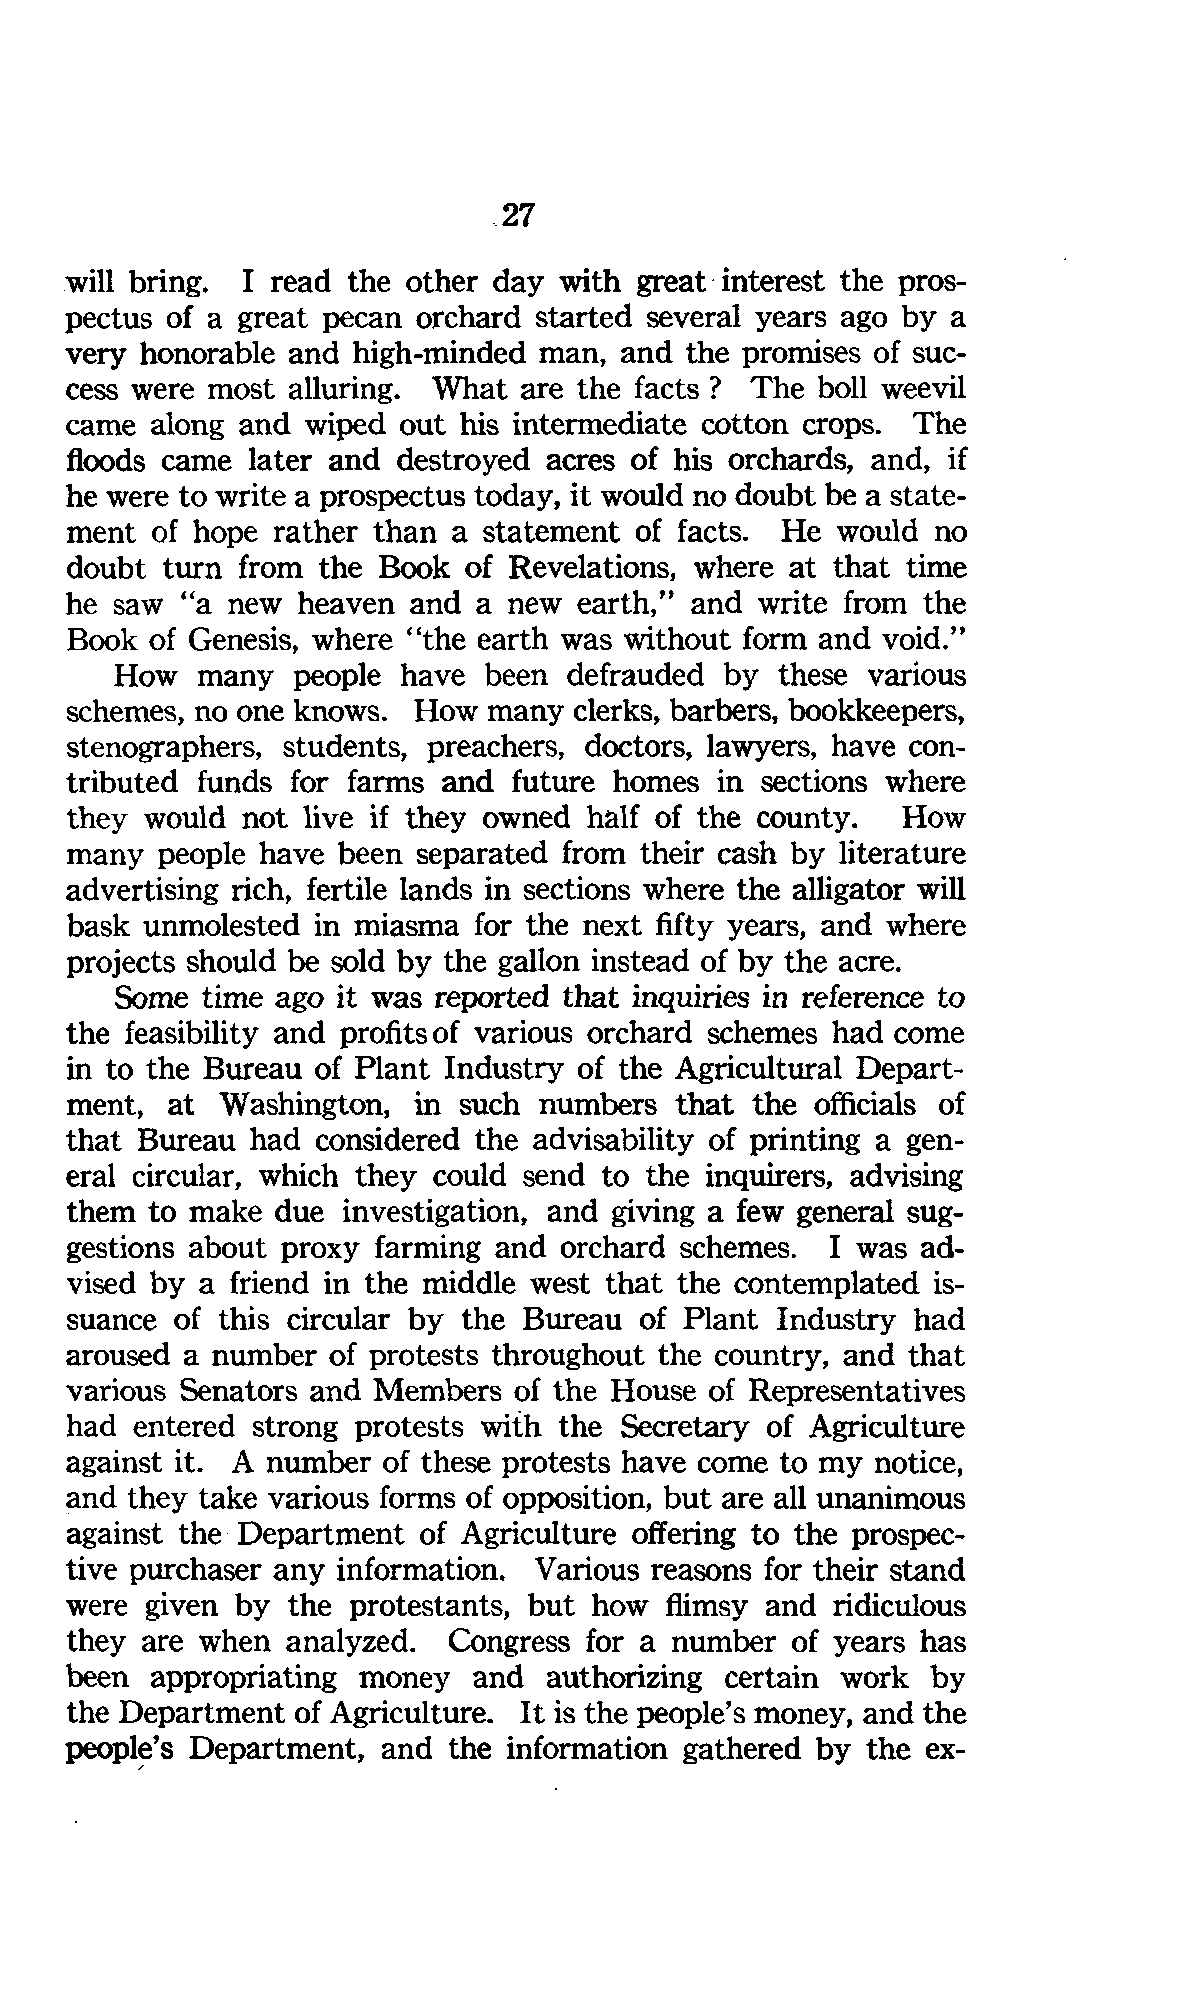 27
will bring. I read the other day with great interest the pros-
pectus of a great pecan orchard started several years ago by a
very honorable and high-minded man, and the promises of suc-
cess were most alluring. What are the facts ? The boll weevil
came along and wiped out his intermediate cotton crops. The
floods came later and destroyed acres of his orchards, and, if
he were to write a prospectus today, it would no doubt be a state-
ment of hope rather than a statement of facts. He would no
doubt turn from the Book of Revelations, where at that time
he saw "a new heaven and a new earth," and write from the
Book of Genesis, where "the earth was without form and void."
How many people have been defrauded by these various
schemes, no one knows. How many clerks, barbers, bookkeepers,
stenographers, students, preachers, doctors, lawyers, have con-
tributed funds for farms and future homes in sections where
they would not live if they owned half of the county. How
many people have been separated from their cash by literature
advertising rich, fertile lands in sections where the alligator will
bask unmolested in miasma for the next fifty years, and where
projects should be sold by the gallon instead of by the acre.
Some time ago it was reported that inquiries in reference to
the feasibility and profits of various orchard schemes had come
in to the Bureau of Plant Industry of the Agricultural Depart-
ment, at Washington, in such numbers that the officials of
that Bureau had considered the advisability of printing a gen-
eral circular, which they could send to the inquirers, advising
them to make due investigation, and giving a few general sug-
gestions about proxy farming and orchard schemes. I was ad-
vised by a friend in the middle west that the contemplated is-
suance of this circular by the Bureau of Plant Industry had
aroused a number of protests throughout the country, and that
various Senators and Members of the House of Representatives
had entered strong protests with the Secretary of Agriculture
against it. A number of these protests have come to my notice,
and they take various forms of opposition, but are all unanimous
against the Department of Agriculture offering to the prospec-
tive purchaser any information. Various reasons for their stand
were given by the protestants, but how flimsy and ridiculous
they are when analyzed. Congress for a number of years has
been appropriating money and authorizing certain work by
the Department of Agriculture. It is the people's money, and the
people's Department, and the information gathered by the ex-